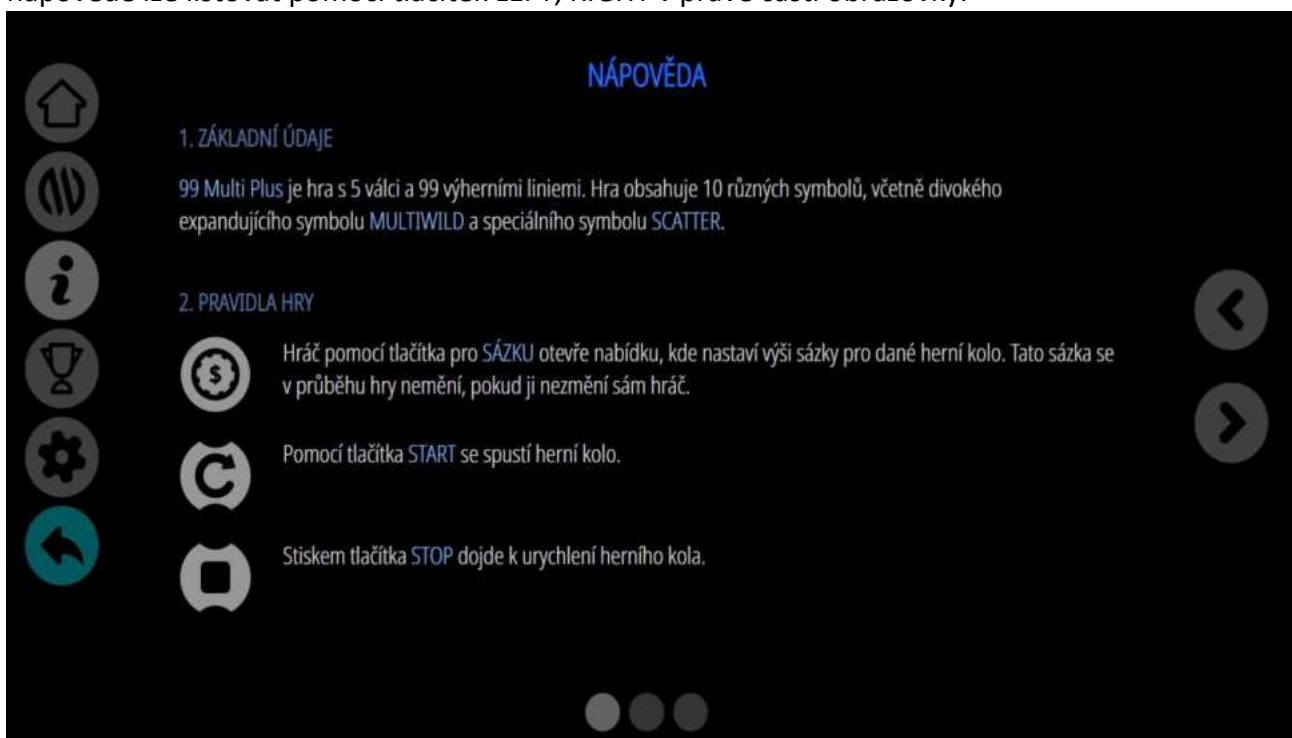 NÁPOVĚDA
1. ZÁKLADNÍ ÚDAJE
99 Multi Plus je hra s 5 válci a 99 výherními liniemi. Hra obsahuje 10 různých symbolů, včetně divokého
expandujícího symbolu MULTIWILD a speciálního symbolu SCATTER.
2. PRAVIDLA HRY
Hráč pomocí tlačítka pro SÁZKU otevře nabídku, kde nastaví výši sázky pro dané herní kolo. Tato sázka se
v průběhu hry nemění, pokud ji nezmění sám hráč.
Pomocí tlačítka START se spustí herní kolo.
Stiskem tlačítka STOP dojde k urychlení herního kola.